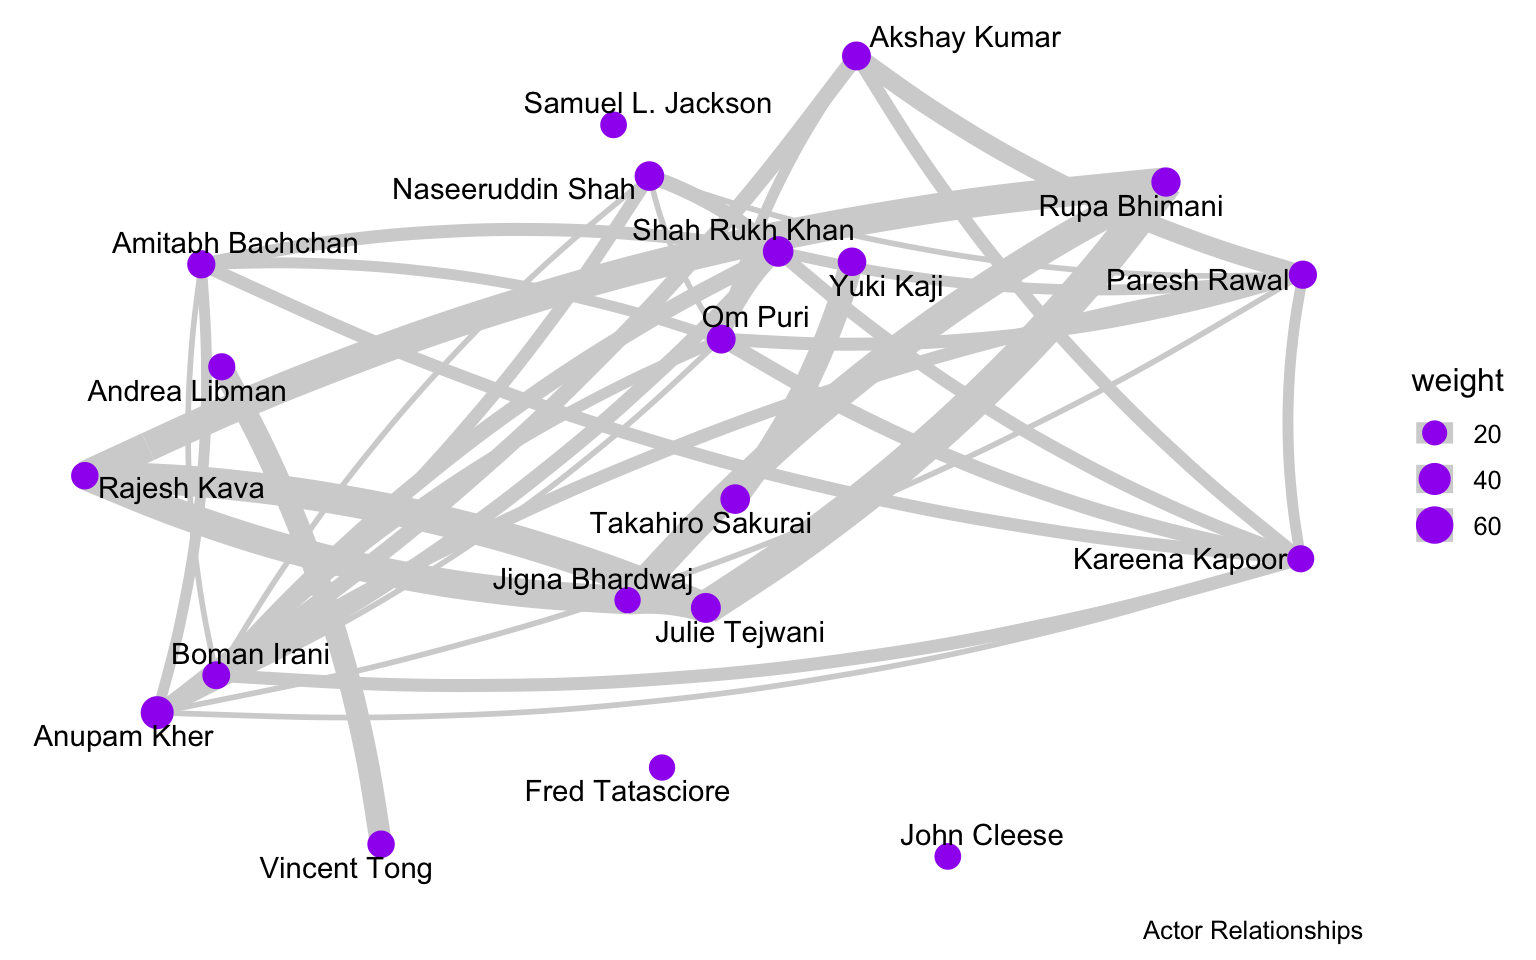 Akshay Kumar
Samuel L. Jackson
Naseeruddin Shah
Rupa Bhimani
Shah Rukh Khan
Amitabh Bachchan
Paresh Rawal
Yuki Kaji
Om Puri
Andrea Libman
weight
20
40
60
Rajesh Kava
Takahiro Sakurai
Kareena Kapoor
Jigna Bhardwaj
Julie Tejwani
Boman Irani
Anupam Kher
Fred Tatasciore
John Cleese
Vincent Tong
Actor Relationships